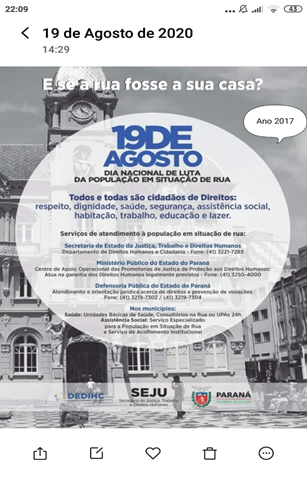 22:09
43
19 de Agosto de 2020
14:29
E se a rua fosse a sua casa?
Ano 2017
19 DE
AGOSTO
DIA NACIONAL DE LUTA
DA POPULAÇÃO EM SITUAÇÃO DE RUA
Todos e todas são cidadãos de Direitos:
respeito, dignidade, saúde, segurança, assistência social,
habitação, trabalho, educação e lazer.
Serviços de atendimento à população em situação de rua:
Secretaria de Estado da Justiça, Trabalho e Direitos Humanos
Departamento de Direitos Humanos e Cidadania - Fone: (41) 3221-7283
Ministério Público do Estado do Paraná
Centro de Apoio Operacional das Promotorias de Justiça de Proteção aos Direitos Humanos:
Atua na garantia dos Direitos Humanos legalmente previstos - Fone: (41) 3250-4000
Defensoria Pública do Estado do Paraná
Atendimento e orientação jurídica acerca de direitos e prevenção de violações.
Fone: (41) 3219-7302 / (41) 3219-7304
Nos municípios:
Saúde: Unidades Básicas de Saúde, Consultórios na Rua ou UPAs 24h
Assistência Social: Serviço Especializado
para a População em Situação de Rua
e Serviço de Acolhimento Institucional
DEDIHC
SEJU
Secretaria da Justiça, Trabalho
e Direitos Humanos
PARANÁ
GOVERNO DO ESTADO